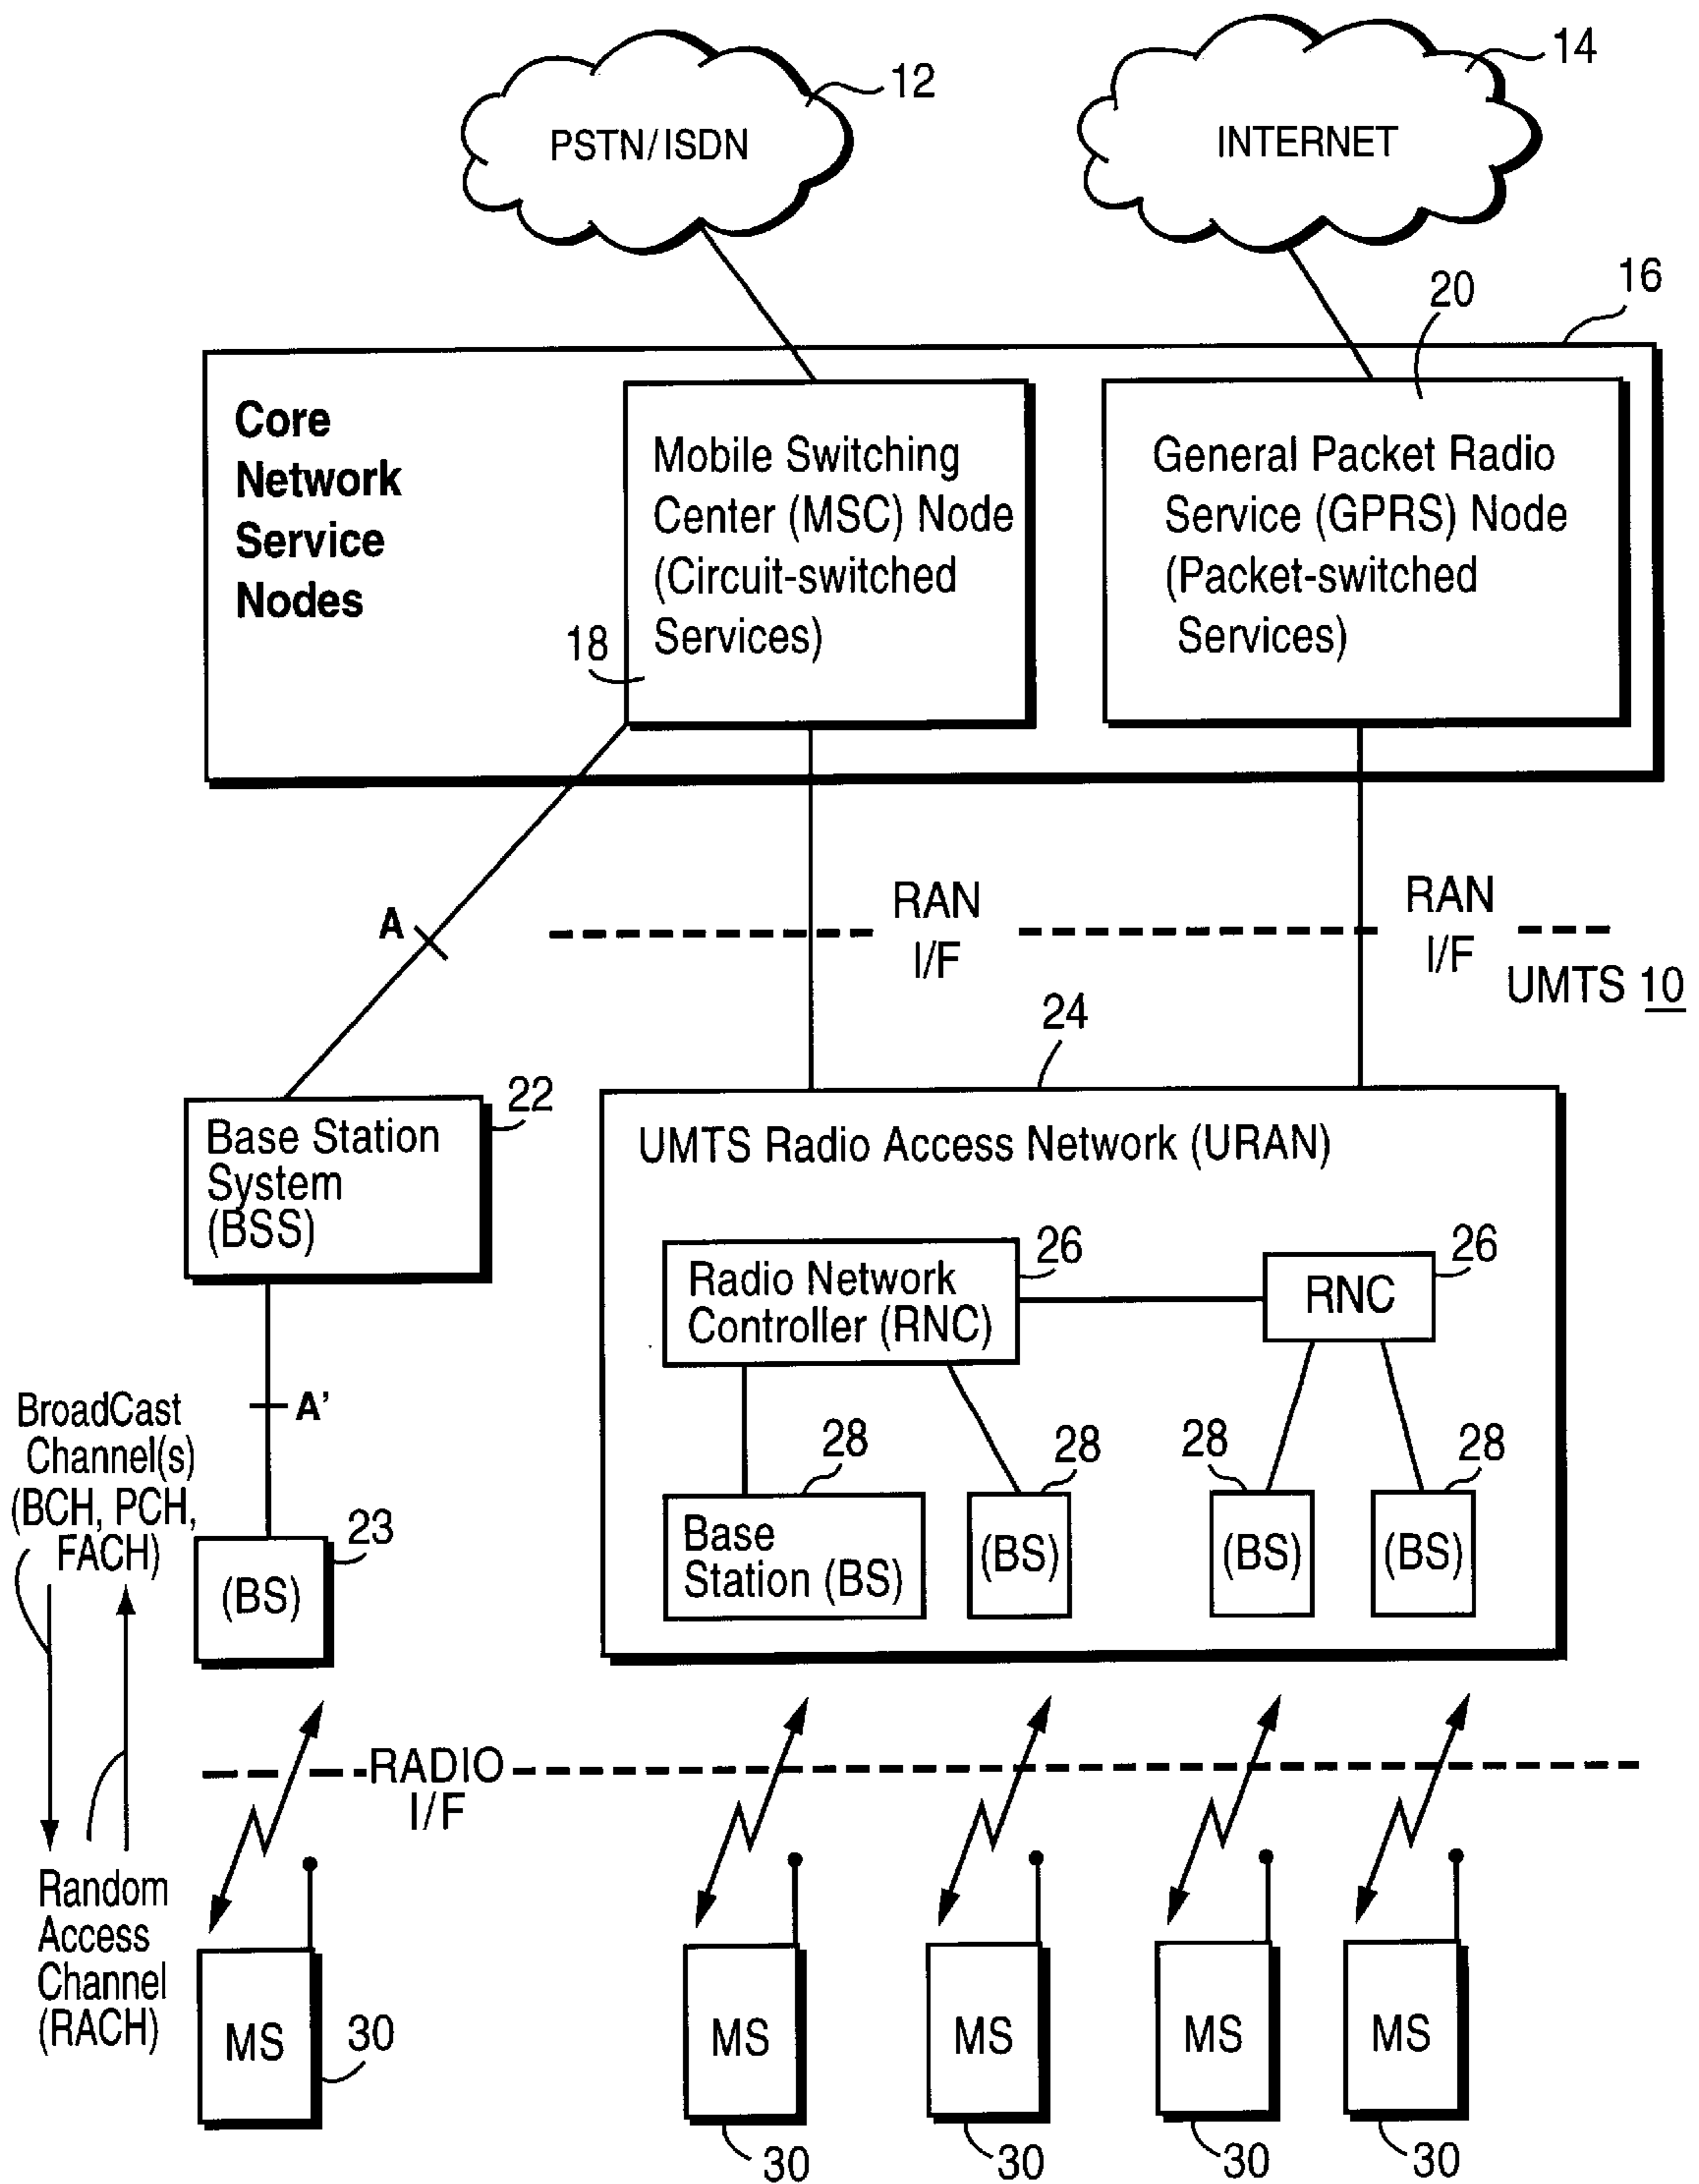 12
PSTN/ISDN
14
INTERNET
16
20
Core
Network
Service
Nodes
18
Mobile Switching
Center (MSC) Node
(Circuit-switched
Services)
General Packet Radio
Service (GPRS) Node
(Packet-switched
Services)
A
RAN
I/F
RAN
I/F
UMTS 10
22
Base Station
System
(BSS)
24
UMTS Radio Access Network (URAN)
26
Radio Network
Controller (RNC)
26
RNC
A'
BroadCast
Channel(s)
(BCH, PCH,
FACH)
23
(BS)
28
Base
Station (BS)
28
(BS)
28
(BS)
28
(BS)
RADIO
I/F
Random
Access
Channel
(RACH)
MS
30
MS
30
MS
30
MS
30
MS
30